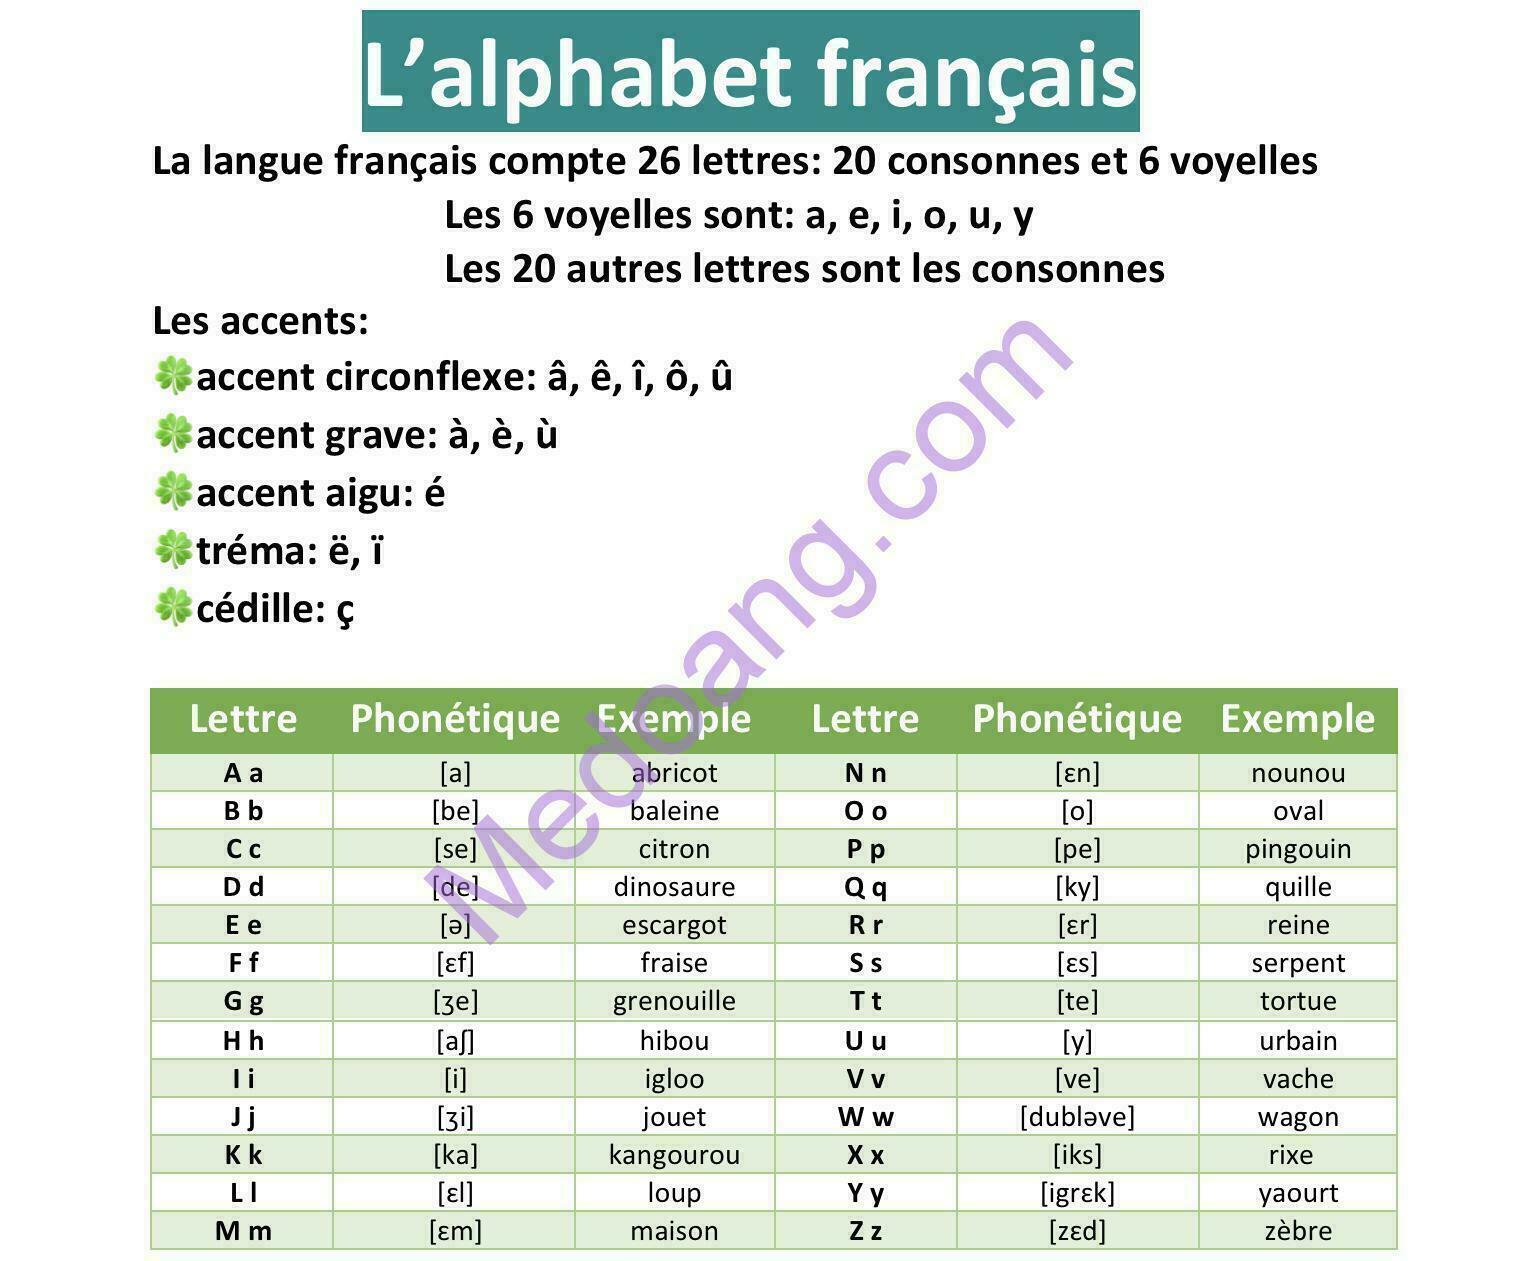 L’alphabet français
La langue français compte 26 lettres: 20 consonnes et 6 voyelles
Les 6 voyelles sont: a, e, i, o, u, y
Les 20 autres lettres sont les consonnes
Les accents:
🍀accent circonflexe: â, ê, î, ô, û
🍀accent grave: à, è, ù
🍀accent aigu: é
🍀tréma: ë, ï
🍀cédille: ç
Medoang.com
Lettre Phonétique Exemple Lettre Phonétique Exemple
A a [a] abricot N n [ɛn] nounou
B b [be] baleine O o [o] oval
C c [se] citron P p [pe] pingouin
D d [de] dinosaure Q q [ky] quille
E e [ə] escargot R r [ɛr] reine
F f [ɛf] fraise S s [ɛs] serpent
G g [ʒe] grenouille T t [te] tortue
H h [aʃ] hibou U u [y] urbain
I i [i] igloo V v [ve] vache
J j [ʒi] jouet W w [dubləve] wagon
K k [ka] kangourou X x [iks] rixe
L l [ɛl] loup Y y [igrɛk] yaourt
M m [ɛm] maison Z z [zɛd] zèbre